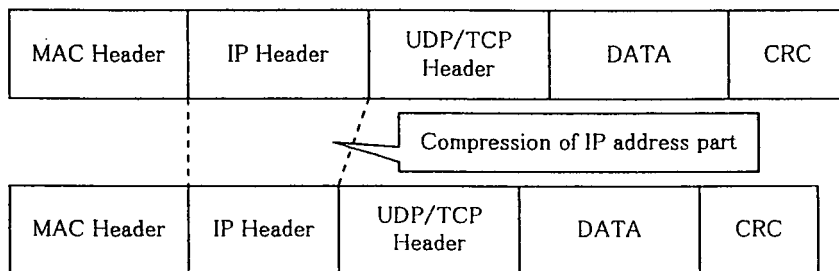 MAC Header IP Header UDP/TCP Header DATA CRC
Compression of IP address part
MAC Header IP Header UDP/TCP Header DATA CRC